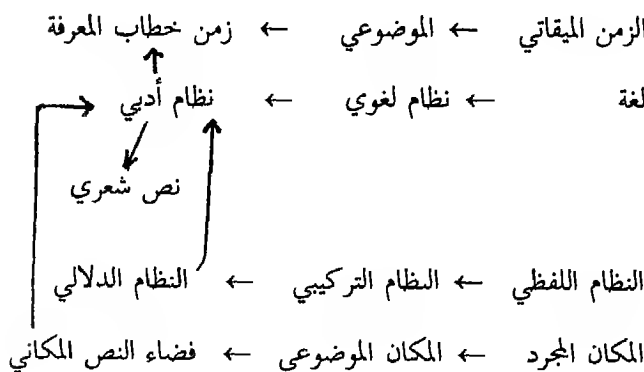 الزمن الميقاتي ← الموضوعي ← زمن خطاب المعرفة
لغة ← نظام لغوي ← نظام أدبي
نص شعري
النظام اللفظي ← النظام التركيبي ← النظام الدلالي
المكان المجرد ← المكان الموضوعي ← فضاء النص المكاني